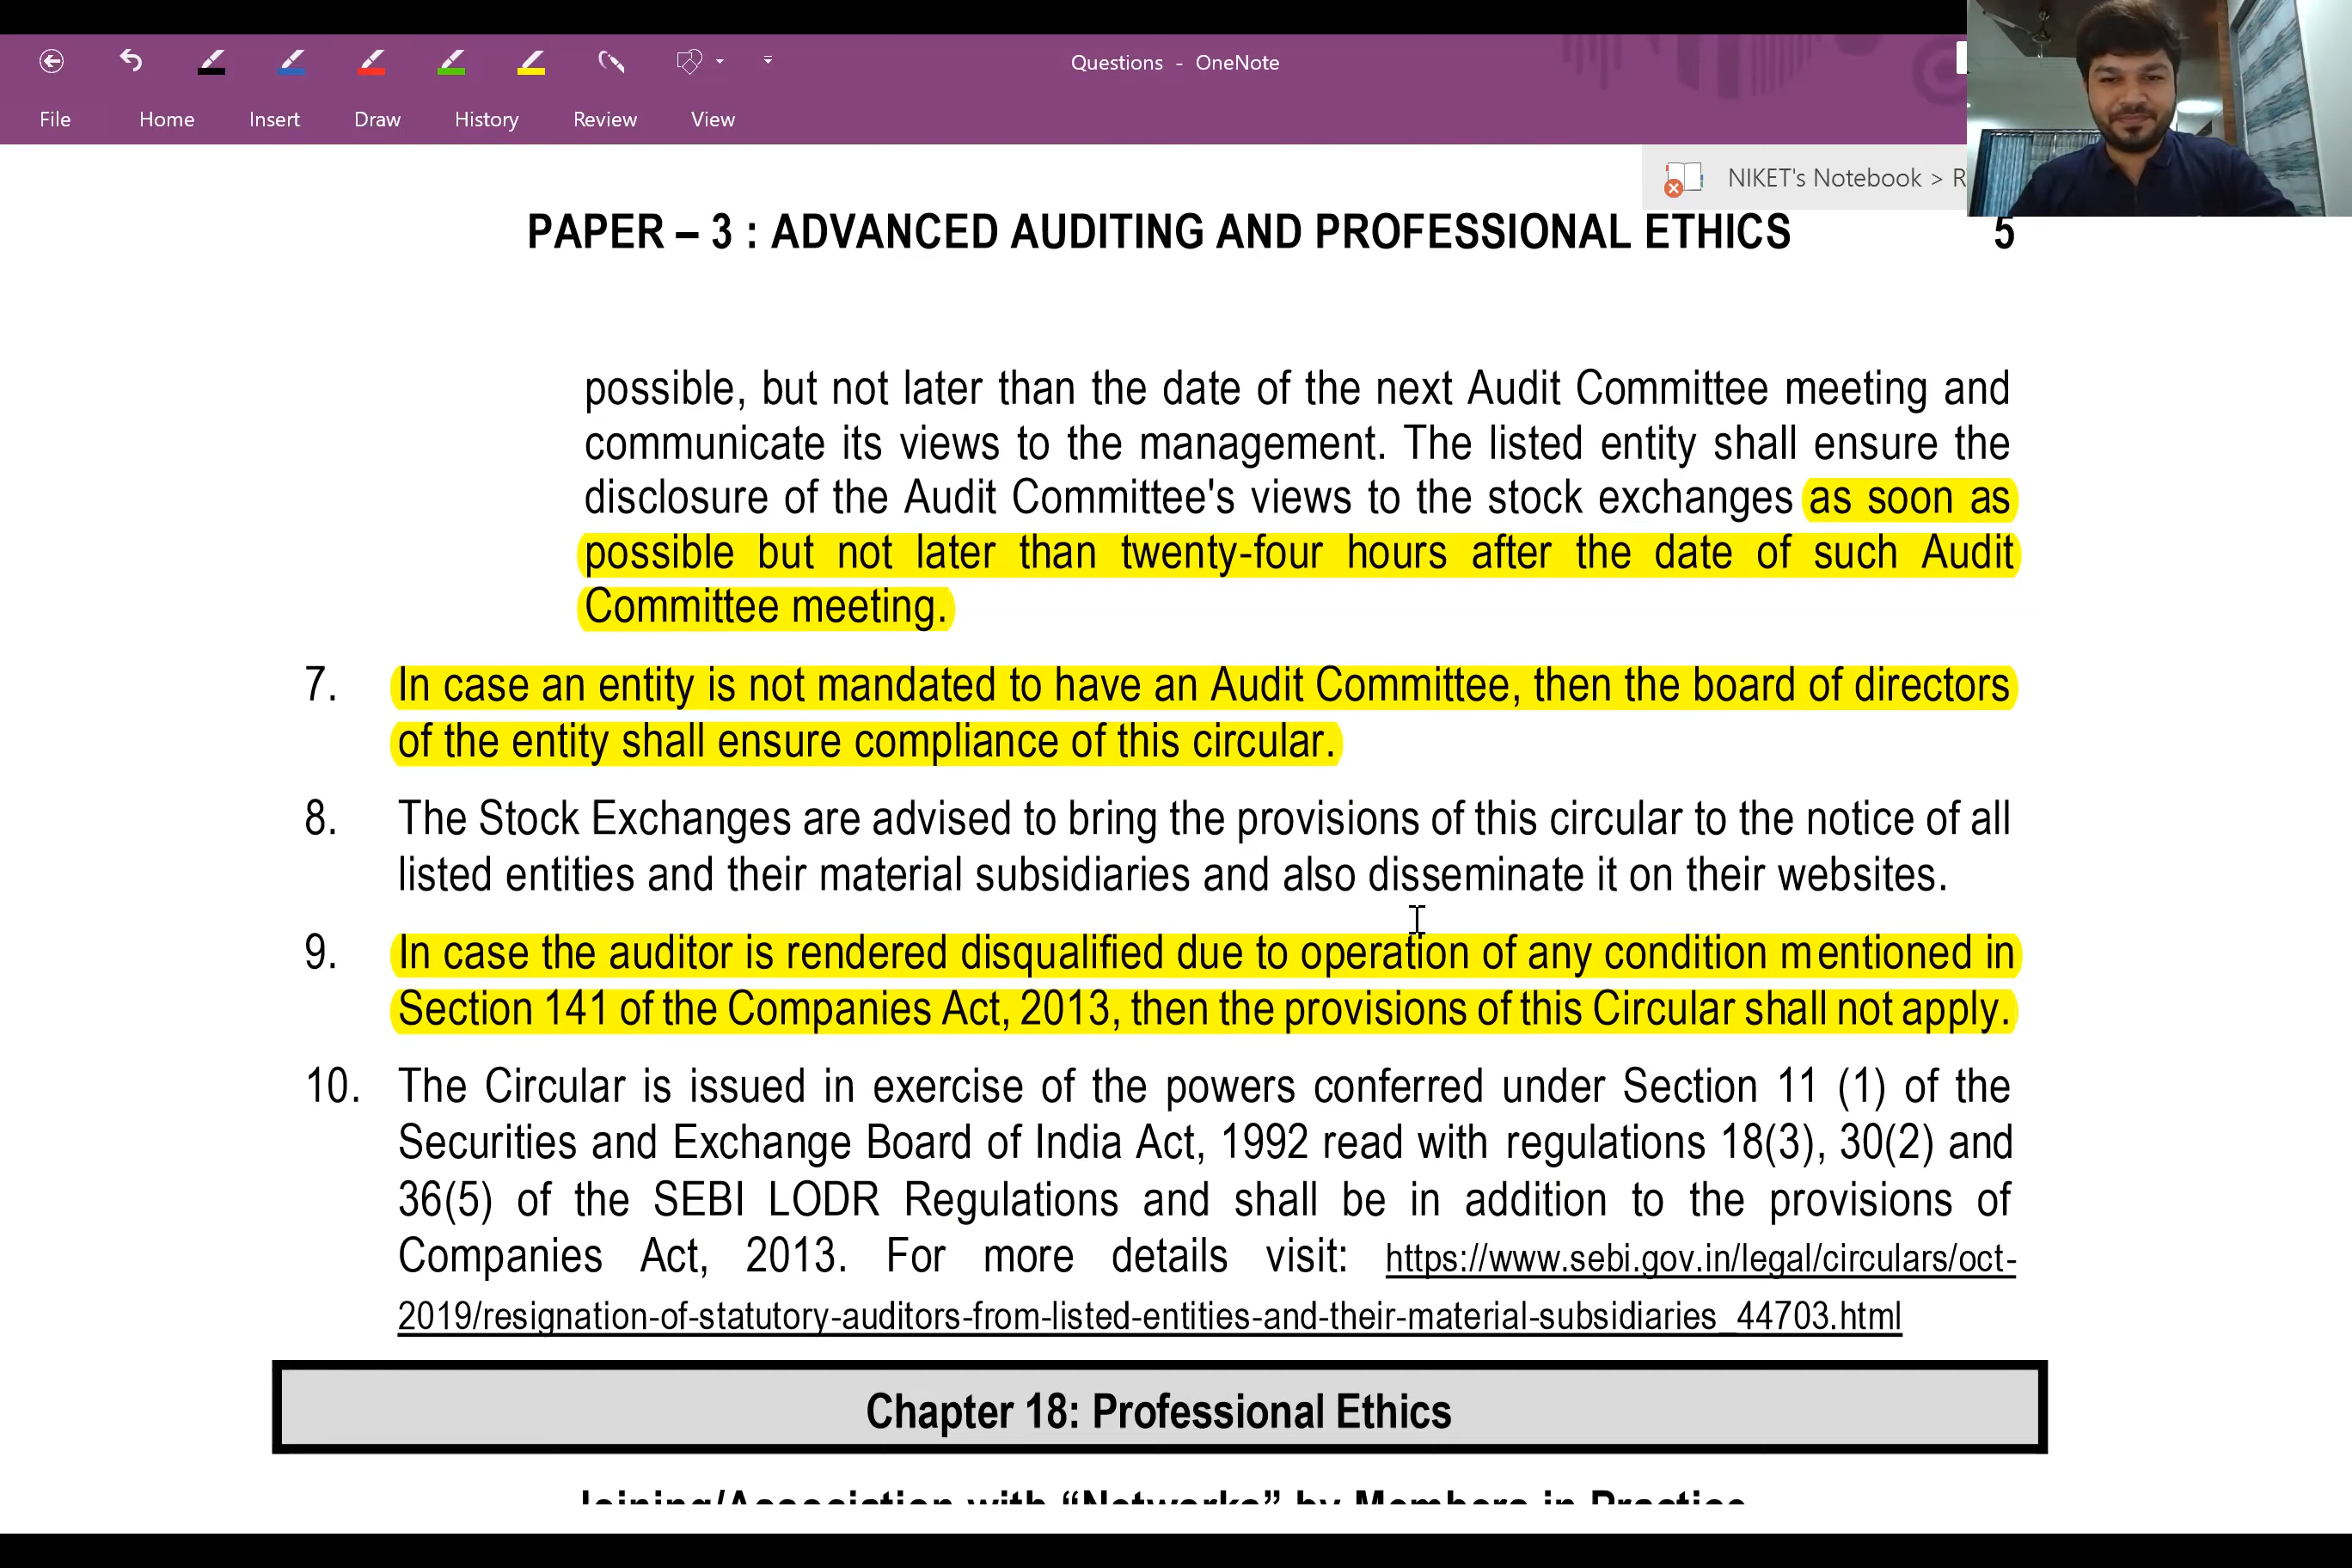 Questions - OneNote
File Home Insert Draw History Review View
NIKET's Notebook > R
PAPER – 3 : ADVANCED AUDITING AND PROFESSIONAL ETHICS 5
possible, but not later than the date of the next Audit Committee meeting and
communicate its views to the management. The listed entity shall ensure the
disclosure of the Audit Committee's views to the stock exchanges as soon as
possible but not later than twenty-four hours after the date of such Audit
Committee meeting.
7. In case an entity is not mandated to have an Audit Committee, then the board of directors
of the entity shall ensure compliance of this circular.
8. The Stock Exchanges are advised to bring the provisions of this circular to the notice of all
listed entities and their material subsidiaries and also disseminate it on their websites.
9. In case the auditor is rendered disqualified due to operation of any condition mentioned in
Section 141 of the Companies Act, 2013, then the provisions of this Circular shall not apply.
10. The Circular is issued in exercise of the powers conferred under Section 11 (1) of the
Securities and Exchange Board of India Act, 1992 read with regulations 18(3), 30(2) and
36(5) of the SEBI LODR Regulations and shall be in addition to the provisions of
Companies Act, 2013. For more details visit: https://www.sebi.gov.in/legal/circulars/oct-
2019/resignation-of-statutory-auditors-from-listed-entities-and-their-material-subsidiaries_44703.html
Chapter 18: Professional Ethics
Joining/Association with “Networks” by Members in Practice